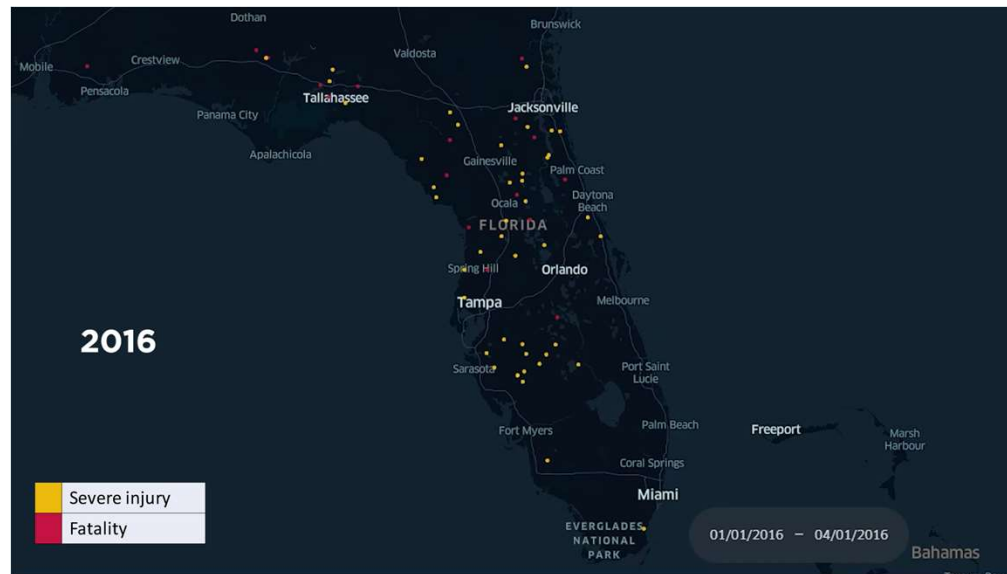 Dothan
Brunswick
Valdosta
Crestview
Mobile
Pensacola
Tallahassee
Jacksonville
Panama City
Apalachicola
Gainesville
Palm Coast
Ocala
Daytona
Beach
FLORIDA
Spring Hill
Orlando
Tampa
Melbourne
2016
Sarasota
Port Saint
Lucie
Fort Myers
Palm Beach
Freeport
Marsh
Harbour
Coral Springs
Severe injury
Miami
Fatality
EVERGLADES
NATIONAL
PARK
01/01/2016 – 04/01/2016
Bahamas